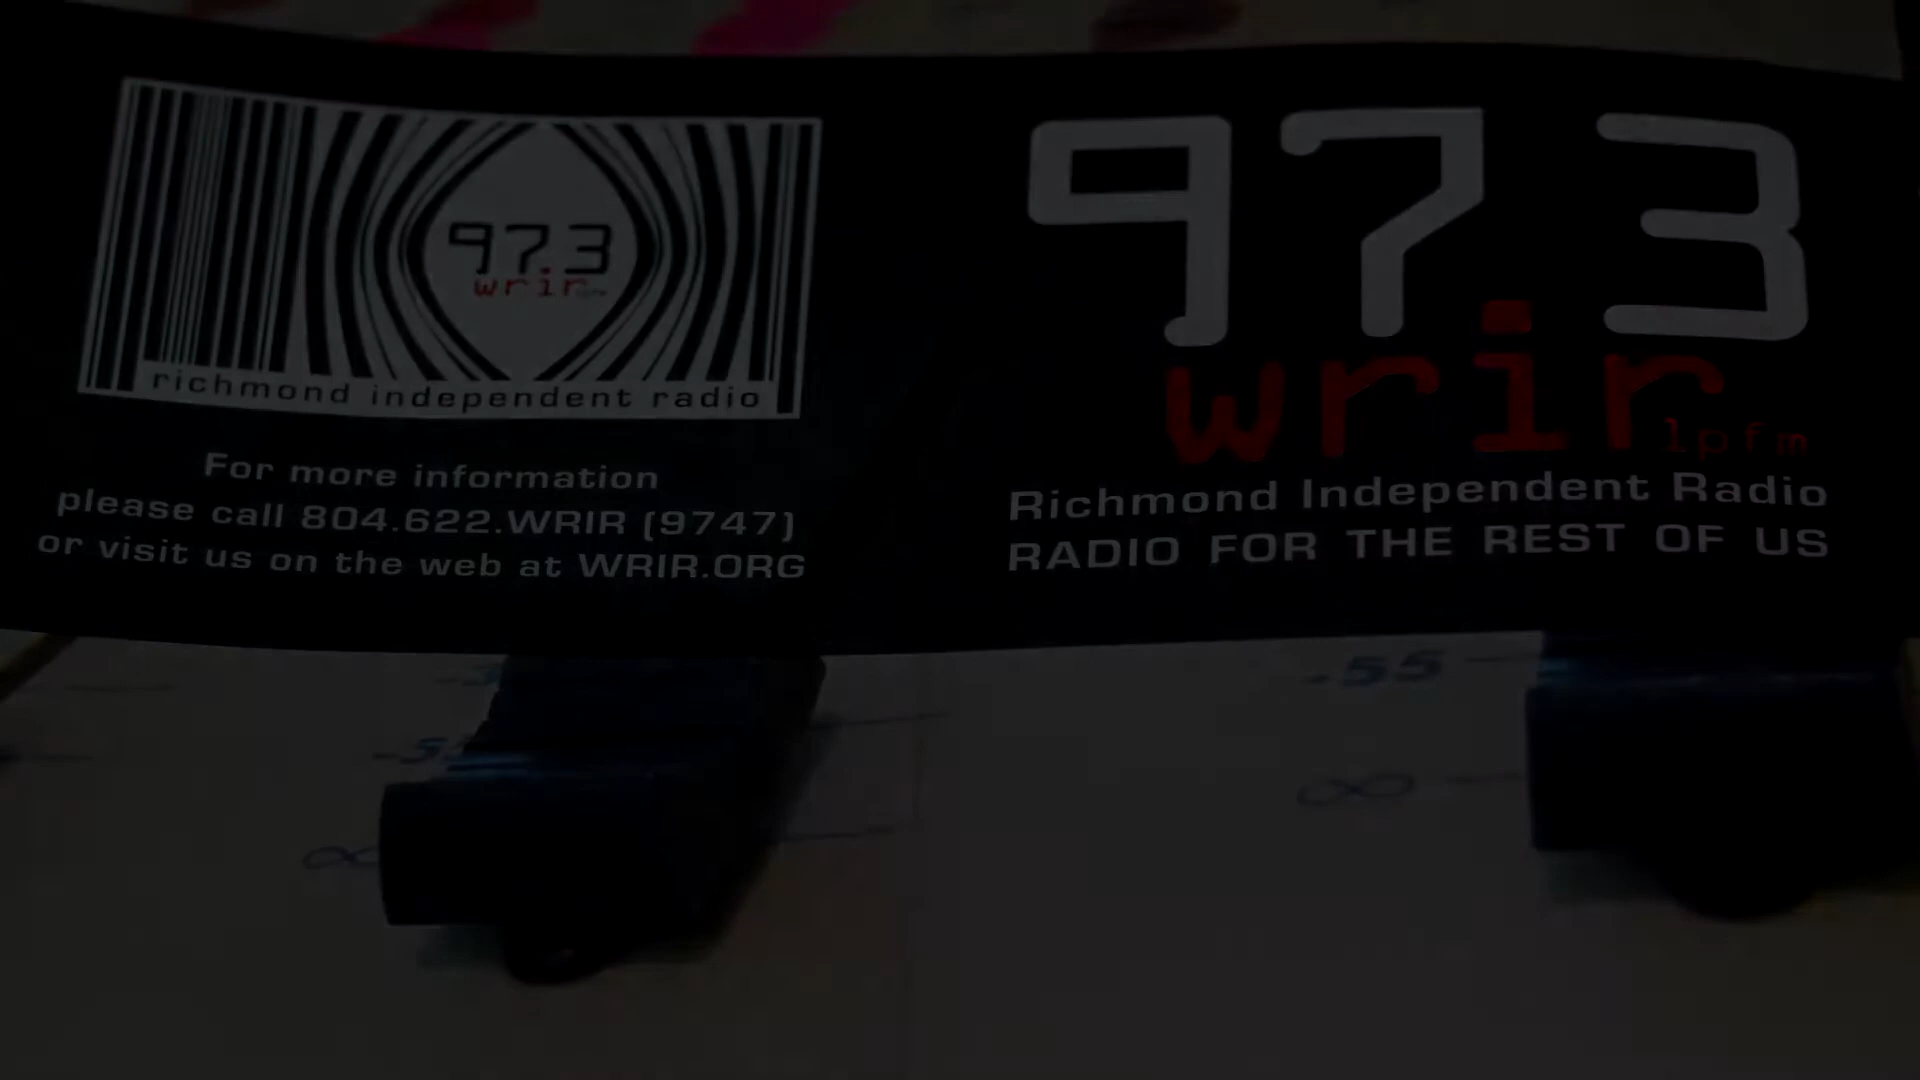 97.3
wrir
richmond independent radio
For more information
please call 804.622.WRIR (9747)
or visit us on the web at WRIR.ORG
97.3
wrir lpfm
Richmond Independent Radio
RADIO FOR THE REST OF US
-55
∞
∞